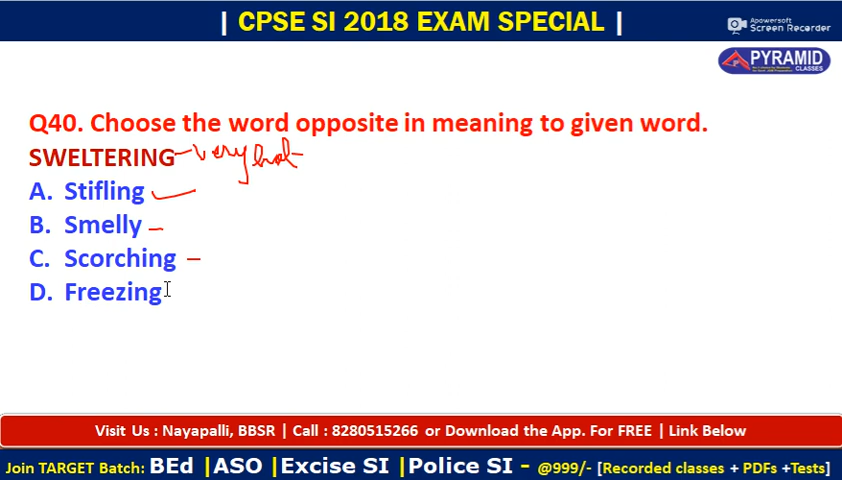 | CPSE SI 2018 EXAM SPECIAL |
Apowersoft
Screen Recorder
PYRAMID
CLASSES
Q40. Choose the word opposite in meaning to given word.
SWELTERING - very hot
A. Stifling
B. Smelly
C. Scorching
D. Freezing
Visit Us : Nayapalli, BBSR | Call : 8280515266 or Download the App. For FREE | Link Below
Join TARGET Batch: BEd |ASO |Excise SI |Police SI - @999/- [Recorded classes + PDFs +Tests]